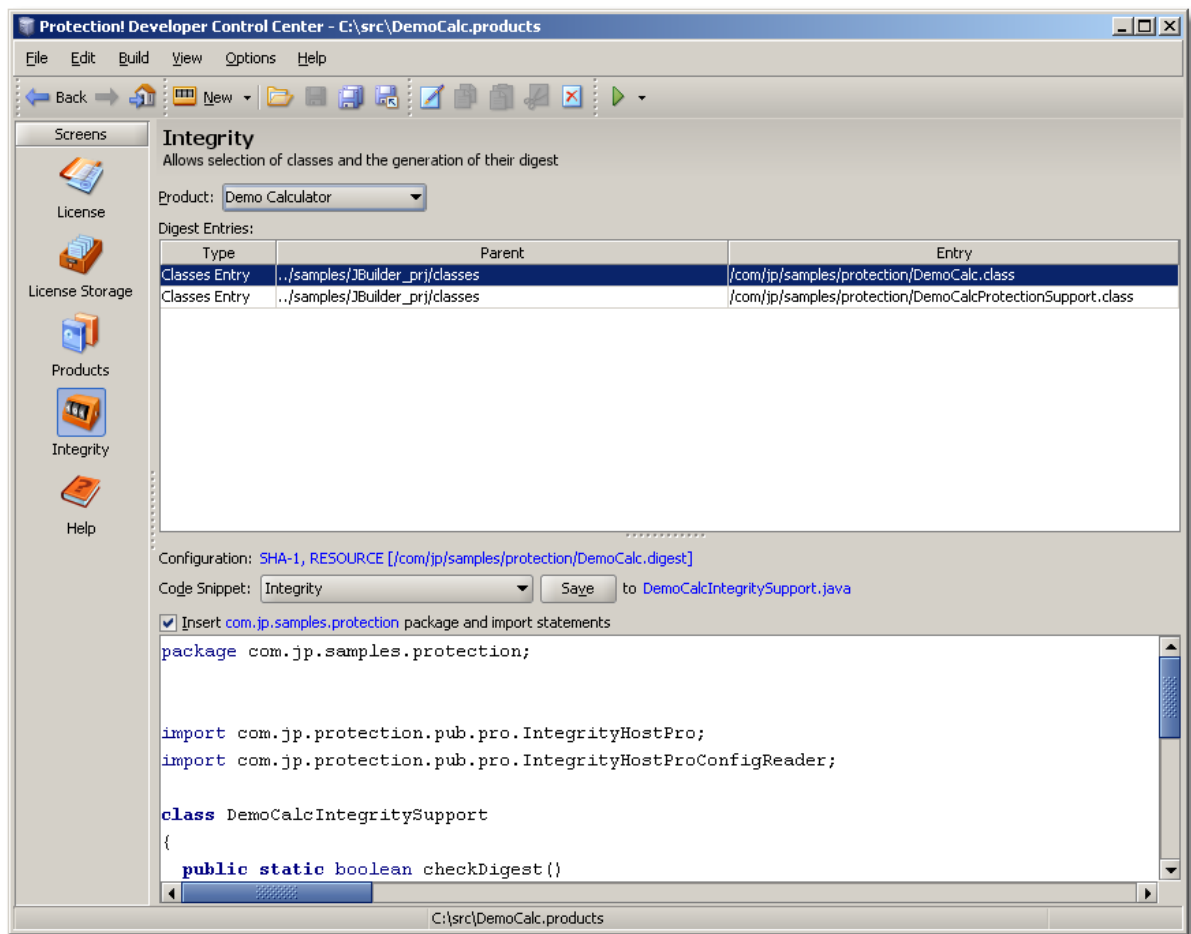 Protection! Developer Control Center - C:\src\DemoCalc.products
File Edit Build View Options Help
Back New
Screens
License
License Storage
Products
Integrity
Help
Integrity
Allows selection of classes and the generation of their digest
Product: Demo Calculator
Digest Entries:
Type Parent Entry
Classes Entry ../samples/JBuilder_prj/classes /com/jp/samples/protection/DemoCalc.class
Classes Entry ../samples/JBuilder_prj/classes /com/jp/samples/protection/DemoCalcProtectionSupport.class
Configuration: SHA-1, RESOURCE [/com/jp/samples/protection/DemoCalc.digest]
Code Snippet: Integrity Save to DemoCalcIntegritySupport.java
Insert com.jp.samples.protection package and import statements
package com.jp.samples.protection;
import com.jp.protection.pub.pro.IntegrityHostPro;
import com.jp.protection.pub.pro.IntegrityHostProConfigReader;
class DemoCalcIntegritySupport
{
public static boolean checkDigest()
C:\src\DemoCalc.products